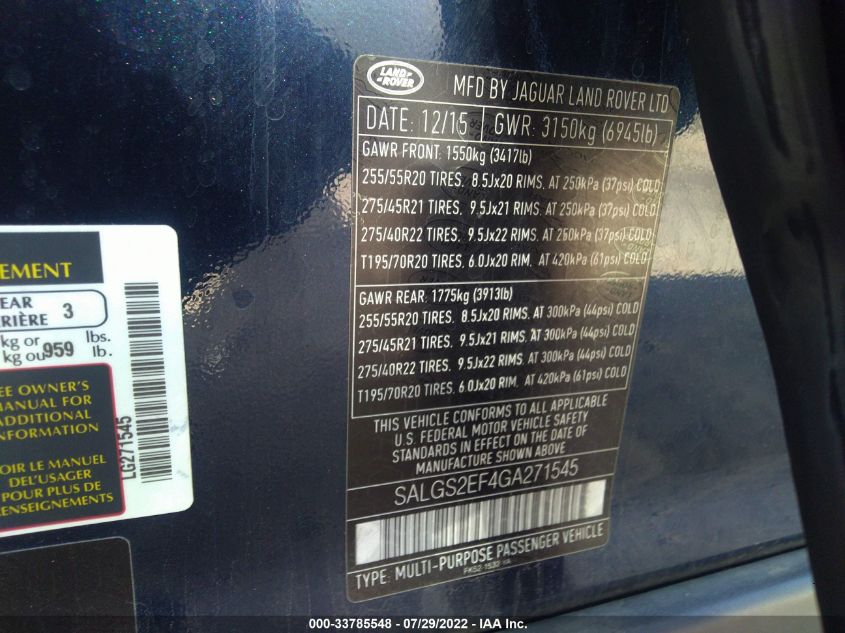 LAND
ROVER
MFD BY JAGUAR LAND ROVER LTD
DATE: 12/15 GWR: 3150kg (6945lb)
GAWR FRONT: 1550kg (3417lb)
255/55R20 TIRES, 8.5Jx20 RIMS. AT 250kPa (37psi) COLD
275/45R21 TIRES, 9.5Jx21 RIMS. AT 250kPa (37psi) COLD
275/40R22 TIRES, 9.5Jx22 RIMS. AT 250kPa (37psi) COLD
T195/70R20 TIRES, 6.0Jx20 RIM. AT 420kPa (61psi) COLD
GAWR REAR: 1775kg (3913lb)
255/55R20 TIRES, 8.5Jx20 RIMS. AT 300kPa (44psi) COLD
275/45R21 TIRES, 9.5Jx21 RIMS. AT 300kPa (44psi) COLD
275/40R22 TIRES, 9.5Jx22 RIMS. AT 300kPa (44psi) COLD
T195/70R20 TIRES, 6.0Jx20 RIM. AT 420kPa (61psi) COLD
THIS VEHICLE CONFORMS TO ALL APPLICABLE
U.S. FEDERAL MOTOR VEHICLE SAFETY
STANDARDS IN EFFECT ON THE DATE OF
MANUFACTURE SHOWN ABOVE
SALGS2EF4GA271545
TYPE: MULTI-PURPOSE PASSENGER VEHICLE
EMENT
EAR
RIÈRE 3
kg or lbs.
kg ou 959 lb.
EE OWNER'S
MANUAL FOR
ADDITIONAL
INFORMATION
OIR LE MANUEL
DEL'USAGER
POUR PLUS DE
ENSEIGNEMENTS
LG271545
000-33785548 - 07/29/2022 - IAA Inc.